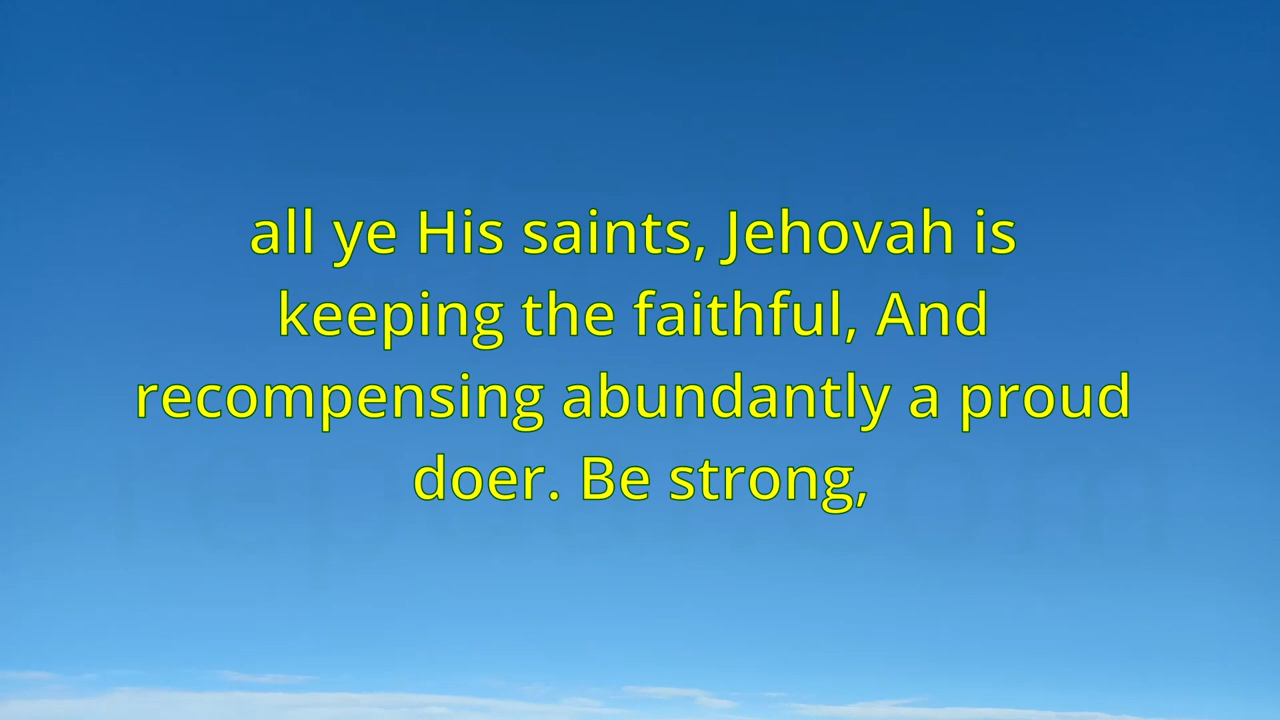 all ye His saints, Jehovah is
keeping the faithful, And
recompensing abundantly a proud
doer. Be strong,